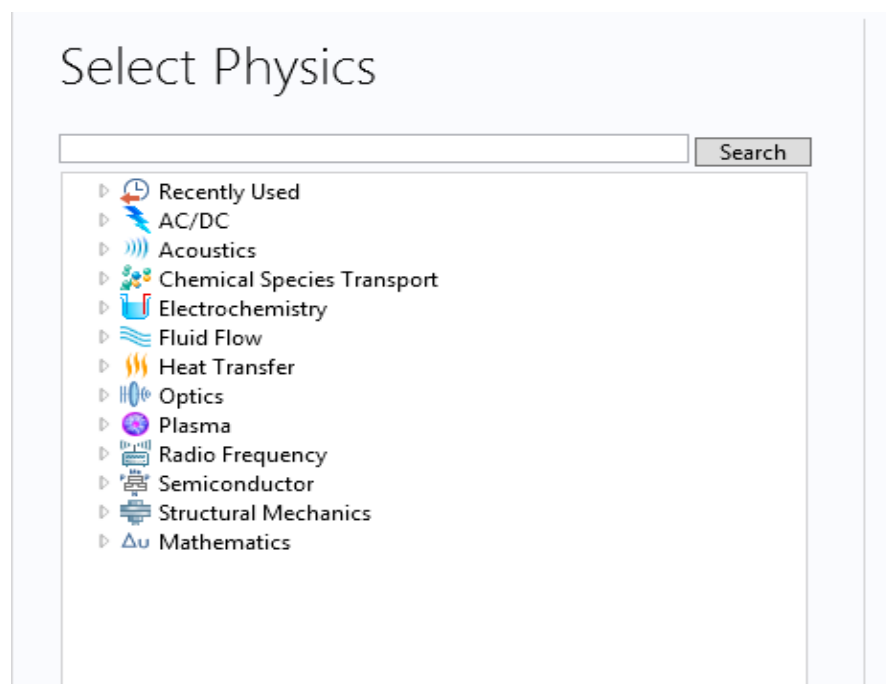 Select Physics
Search
Recently Used
AC/DC
Acoustics
Chemical Species Transport
Electrochemistry
Fluid Flow
Heat Transfer
Optics
Plasma
Radio Frequency
Semiconductor
Structural Mechanics
Δu Mathematics